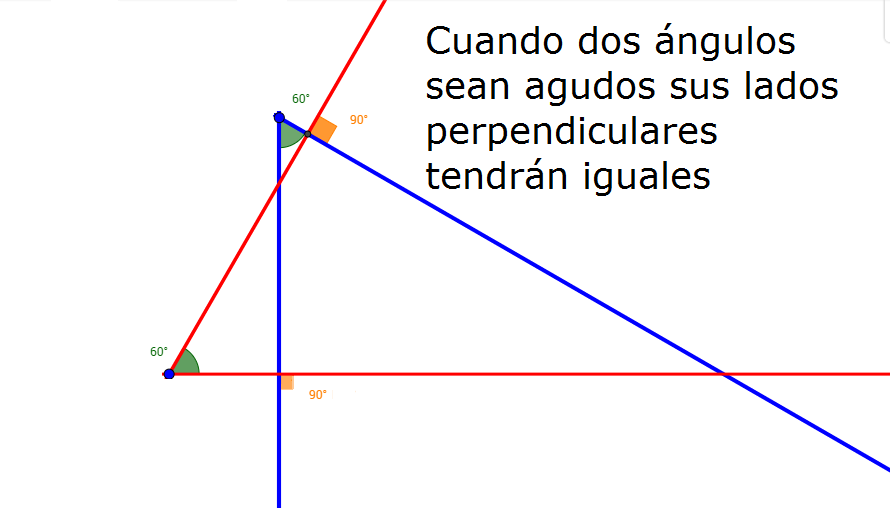 Cuando dos ángulos
sean agudos sus lados
perpendiculares
tendrán iguales
60°
90°
60°
90°